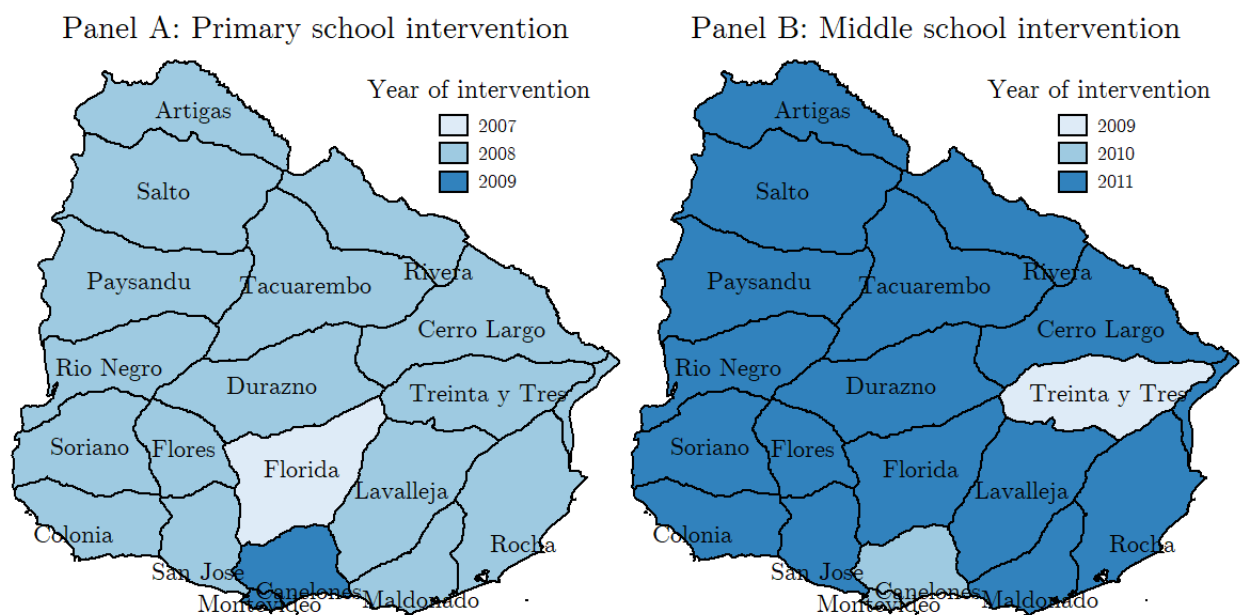 Panel A: Primary school intervention
Year of intervention
2007
2008
2009
Artigas
Salto
Paysandu
Tacuarembo
Rivera
Cerro Largo
Rio Negro
Durazno
Treinta y Tres
Soriano
Flores
Florida
Lavalleja
Colonia
Rocha
San Jose
Canelones
Montevideo
Maldonado
Panel B: Middle school intervention
Year of intervention
2009
2010
2011
Artigas
Salto
Paysandu
Tacuarembo
Rivera
Cerro Largo
Rio Negro
Durazno
Treinta y Tres
Soriano
Flores
Florida
Lavalleja
Colonia
Rocha
San Jose
Canelones
Montevideo
Maldonado